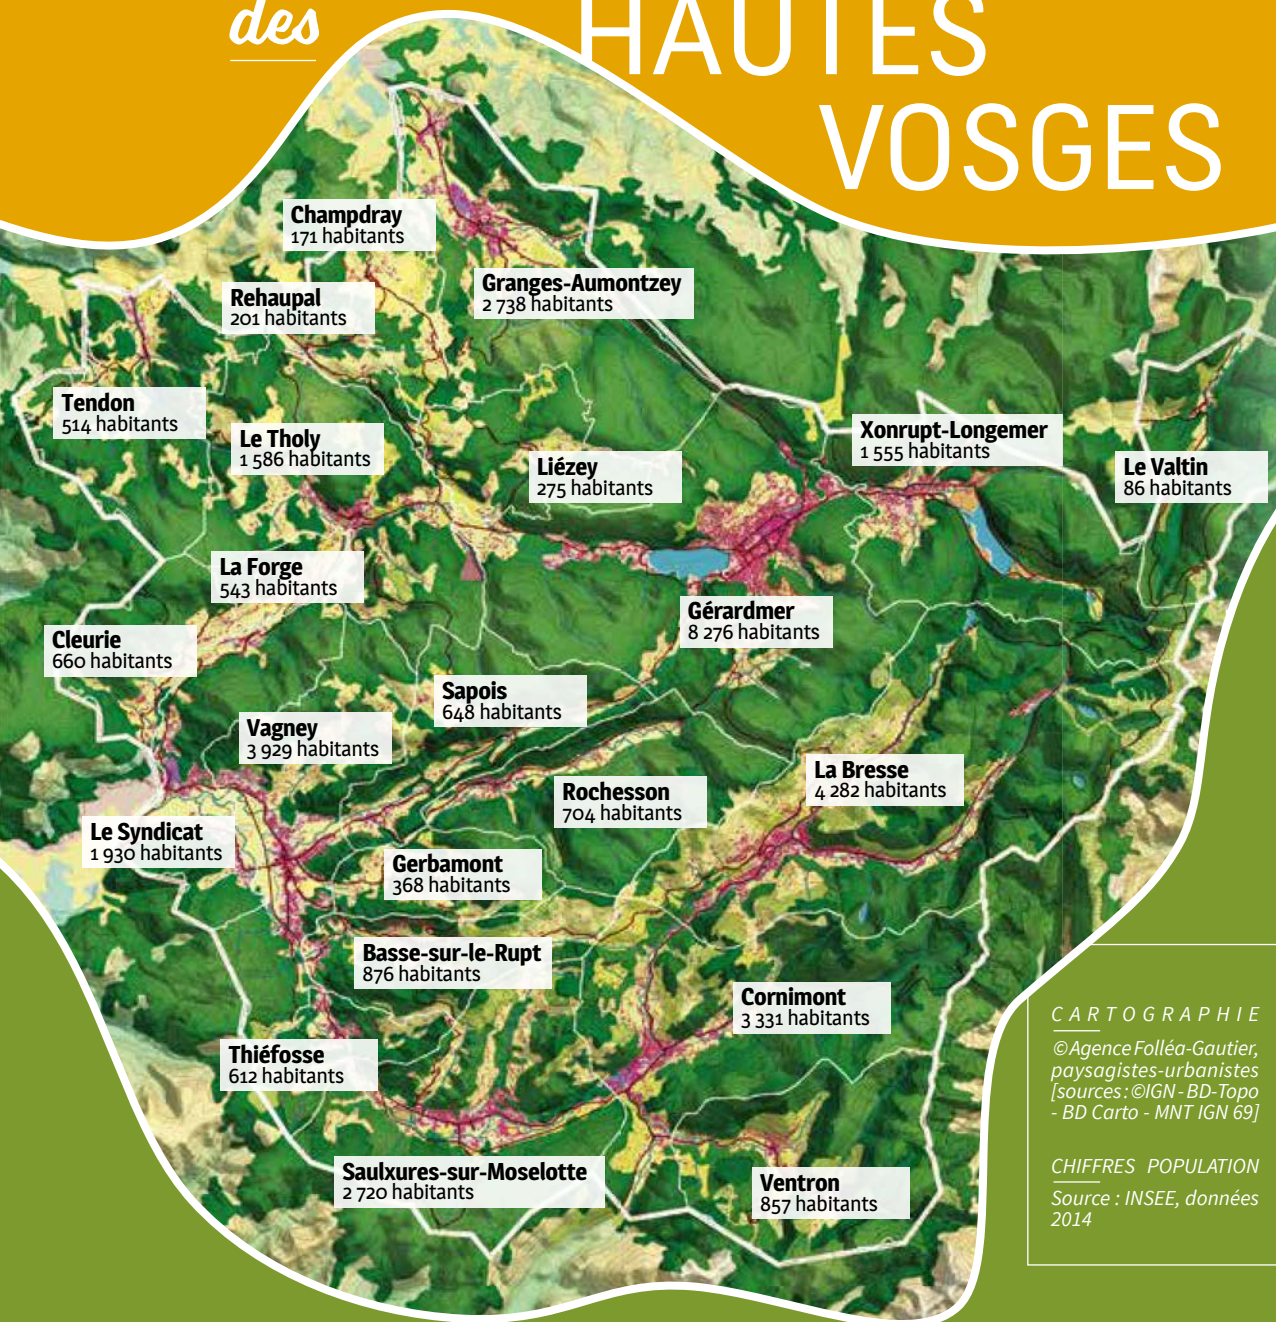 des
HAUTES
VOSGES
Champdray
171 habitants
Granges-Aumontzey
2 738 habitants
Rehaupal
201 habitants
Tendon
514 habitants
Le Tholy
1 586 habitants
Liézey
275 habitants
Xonrupt-Longemer
1 555 habitants
Le Valtin
86 habitants
La Forge
543 habitants
Gérardmer
8 276 habitants
Cleurie
660 habitants
Sapois
648 habitants
Vagney
3 929 habitants
La Bresse
4 282 habitants
Rochesson
704 habitants
Le Syndicat
1 930 habitants
Gerbamont
368 habitants
Basse-sur-le-Rupt
876 habitants
Cornimont
3 331 habitants
Thiéfosse
612 habitants
Saulxures-sur-Moselotte
2 720 habitants
Ventron
857 habitants
CARTOGRAPHIE
©Agence Folléa-Gautier,
paysagistes-urbanistes
[sources : ©IGN - BD-Topo
- BD Carto - MNT IGN 69]
CHIFFRES POPULATION
Source : INSEE, données
2014